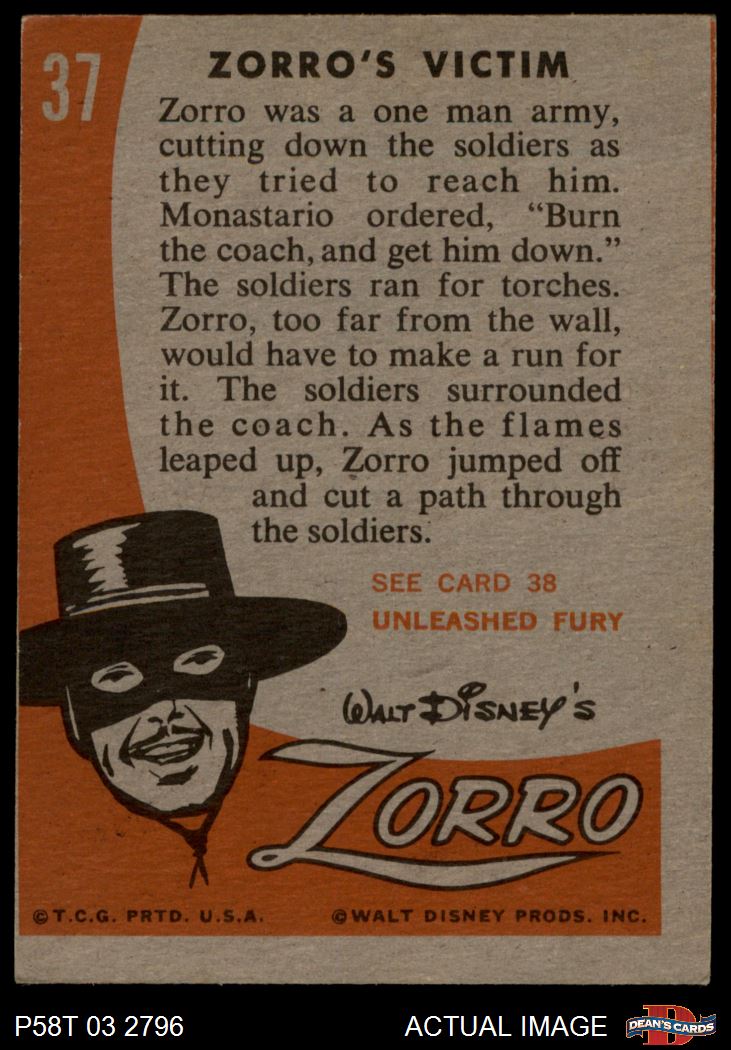 37
ZORRO'S VICTIM
Zorro was a one man army,
cutting down the soldiers as
they tried to reach him.
Monastario ordered, “Burn
the coach, and get him down.”
The soldiers ran for torches.
Zorro, too far from the wall,
would have to make a run for
it. The soldiers surrounded
the coach. As the flames
leaped up, Zorro jumped off
and cut a path through
the soldiers.
SEE CARD 38
UNLEASHED FURY
WALT DISNEY'S
ZORRO
©T.C.G. PRTD. U.S.A.
©WALT DISNEY PRODS. INC.
P58T 03 2796
ACTUAL IMAGE
D
DEAN'S CARDS